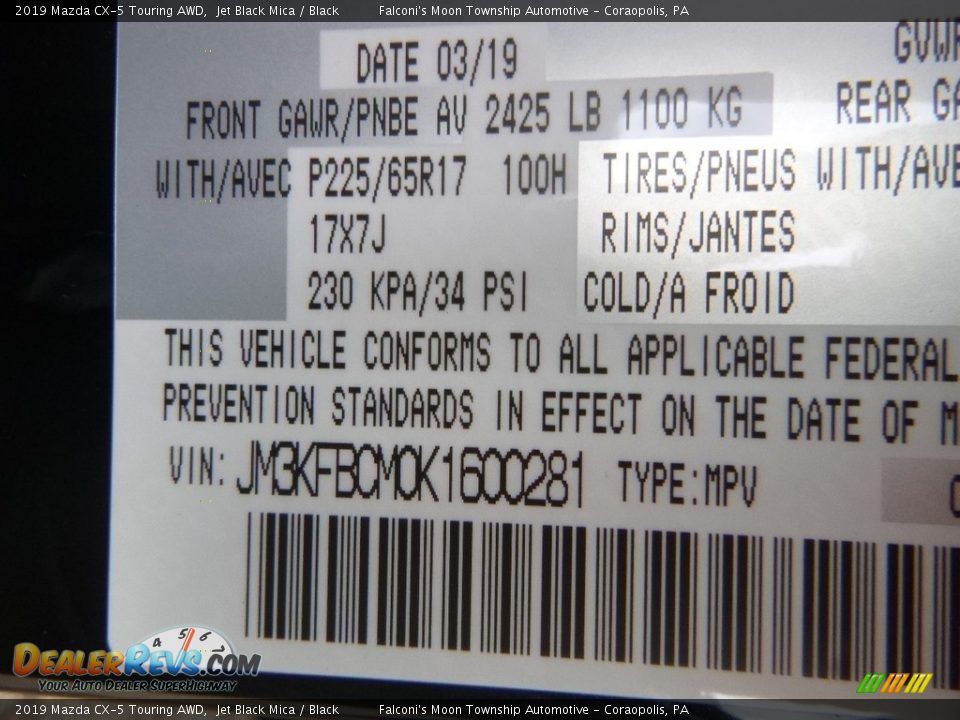 2019 Mazda CX-5 Touring AWD, Jet Black Mica / Black Falconi's Moon Township Automotive - Coraopolis, PA
DATE 03/19 GVWR
FRONT GAWR/PNBE AV 2425 LB 1100 KG REAR GA
WITH/AVEC P225/65R17 100H TIRES/PNEUS WITH/AVE
17X7J RIMS/JANTES
230 KPA/34 PSI COLD/A FROID
THIS VEHICLE CONFORMS TO ALL APPLICABLE FEDERAL
PREVENTION STANDARDS IN EFFECT ON THE DATE OF M
VIN: JM3KFBCM0K1600281 TYPE:MPV
4 5 6
DEALERREVS.COM
YOUR AUTO DEALER SUPERHIGHWAY
2019 Mazda CX-5 Touring AWD, Jet Black Mica / Black Falconi's Moon Township Automotive - Coraopolis, PA